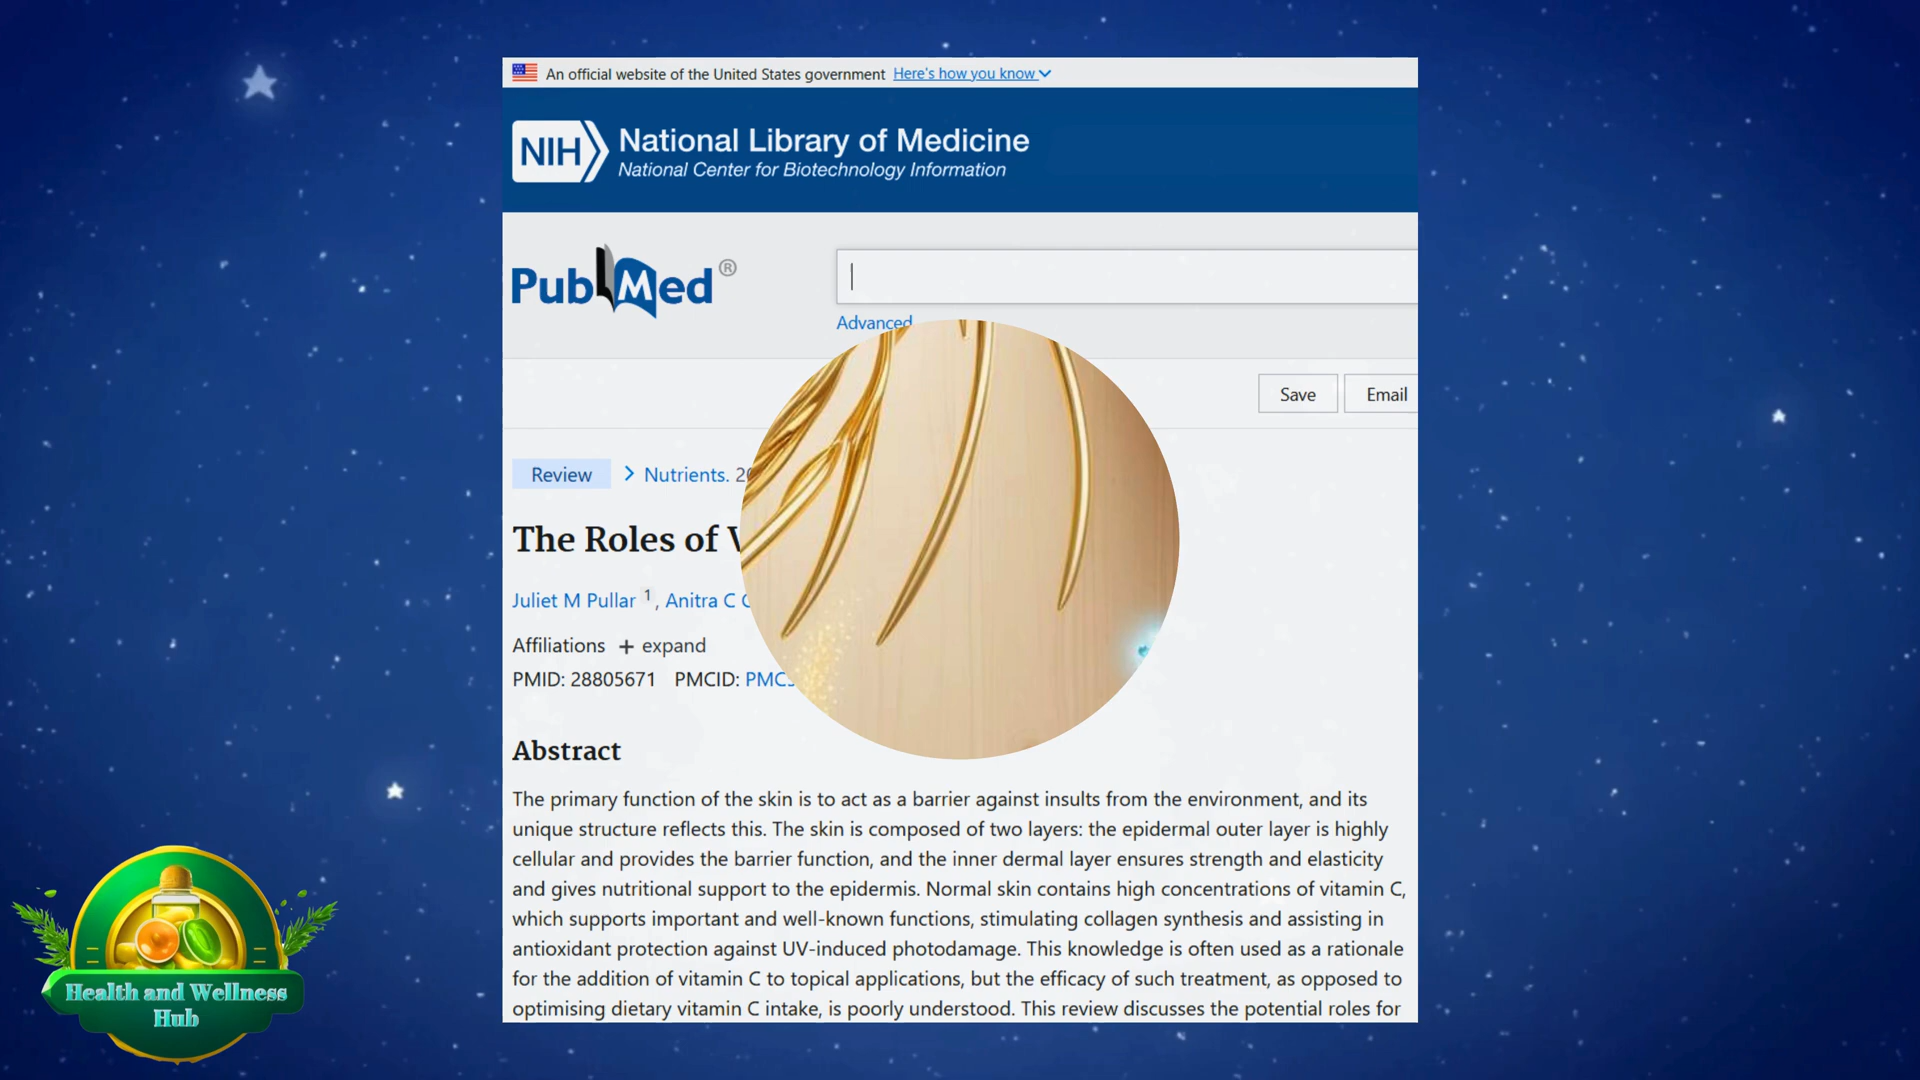 An official website of the United States government Here's how you know
NIH National Library of Medicine
National Center for Biotechnology Information
PubMed ®
Advanced
Save Email
Review Nutrients.
The Roles of
Juliet M Pullar 1, Anitra C
Affiliations + expand
PMID: 28805671 PMCID:
Abstract
The primary function of the skin is to act as a barrier against insults from the environment, and its
unique structure reflects this. The skin is composed of two layers: the epidermal outer layer is highly
cellular and provides the barrier function, and the inner dermal layer ensures strength and elasticity
and gives nutritional support to the epidermis. Normal skin contains high concentrations of vitamin C,
which supports important and well-known functions, stimulating collagen synthesis and assisting in
antioxidant protection against UV-induced photodamage. This knowledge is often used as a rationale
for the addition of vitamin C to topical applications, but the efficacy of such treatment, as opposed to
optimising dietary vitamin C intake, is poorly understood. This review discusses the potential roles for
Health and Wellness
Hub